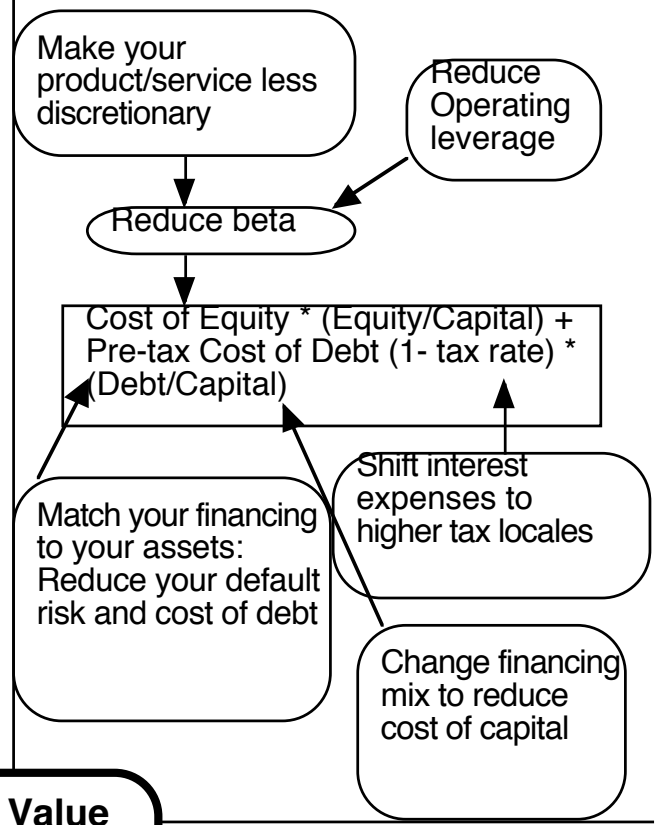 Make your
product/service less
discretionary
Reduce
Operating
leverage
Reduce beta
Cost of Equity * (Equity/Capital) +
Pre-tax Cost of Debt (1- tax rate) *
(Debt/Capital)
Match your financing
to your assets:
Reduce your default
risk and cost of debt
Shift interest
expenses to
higher tax locales
Change financing
mix to reduce
cost of capital
Value